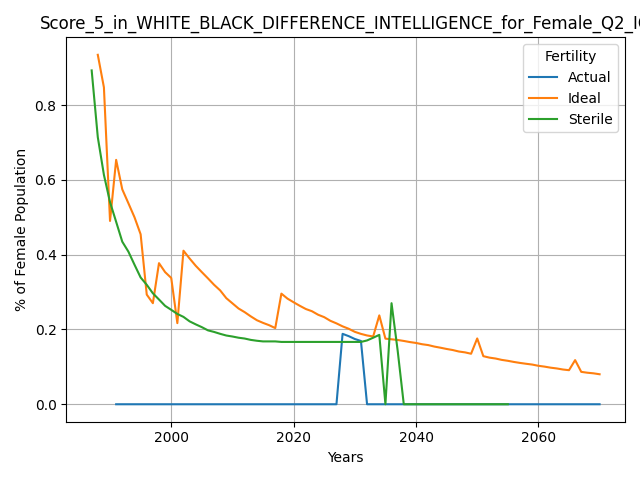 Score_5_in_WHITE_BLACK_DIFFERENCE_INTELLIGENCE_for_Female_Q2_I
Fertility
Actual
Ideal
Sterile
% of Female Population
0.8
0.6
0.4
0.2
0.0
2000 2020 2040 2060
Years